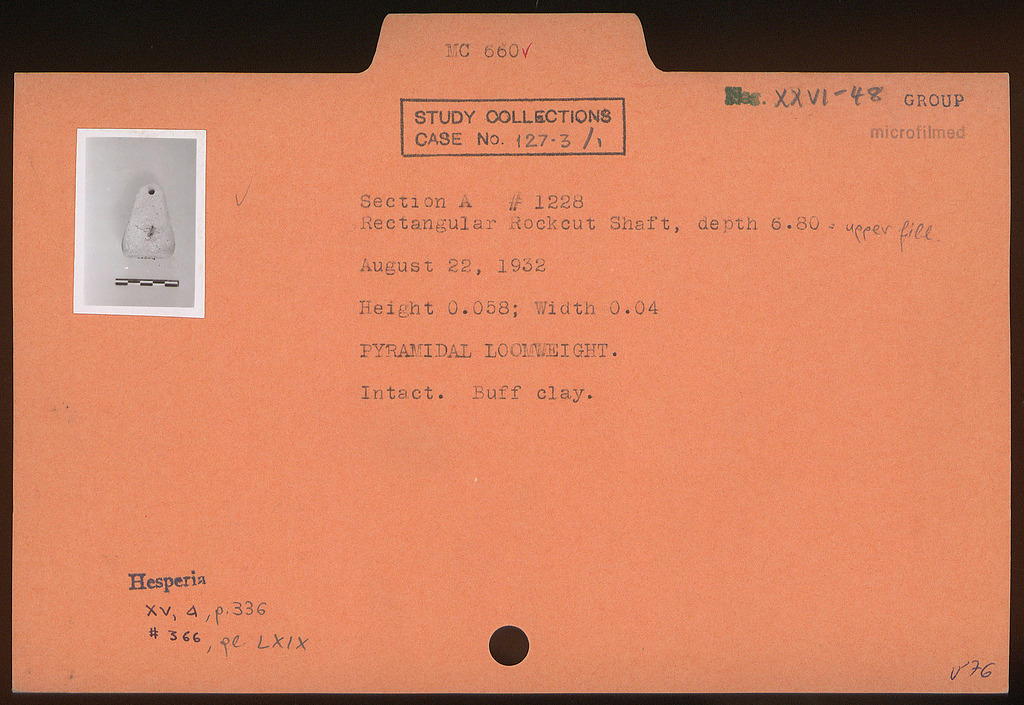 MC 660✓
Neg. XXVI-48 GROUP
microfilmed
STUDY COLLECTIONS
CASE No. 127-3/1
Section A # 1228
Rectangular Rockcut Shaft, depth 6.80 - upper fill.
August 22, 1932
Height 0.058; Width 0.04
PYRAMIDAL LOOMWEIGHT.
Intact. Buff clay.
Hesperia
XV, 4, p.336
# 366, pl. LXIX
√76